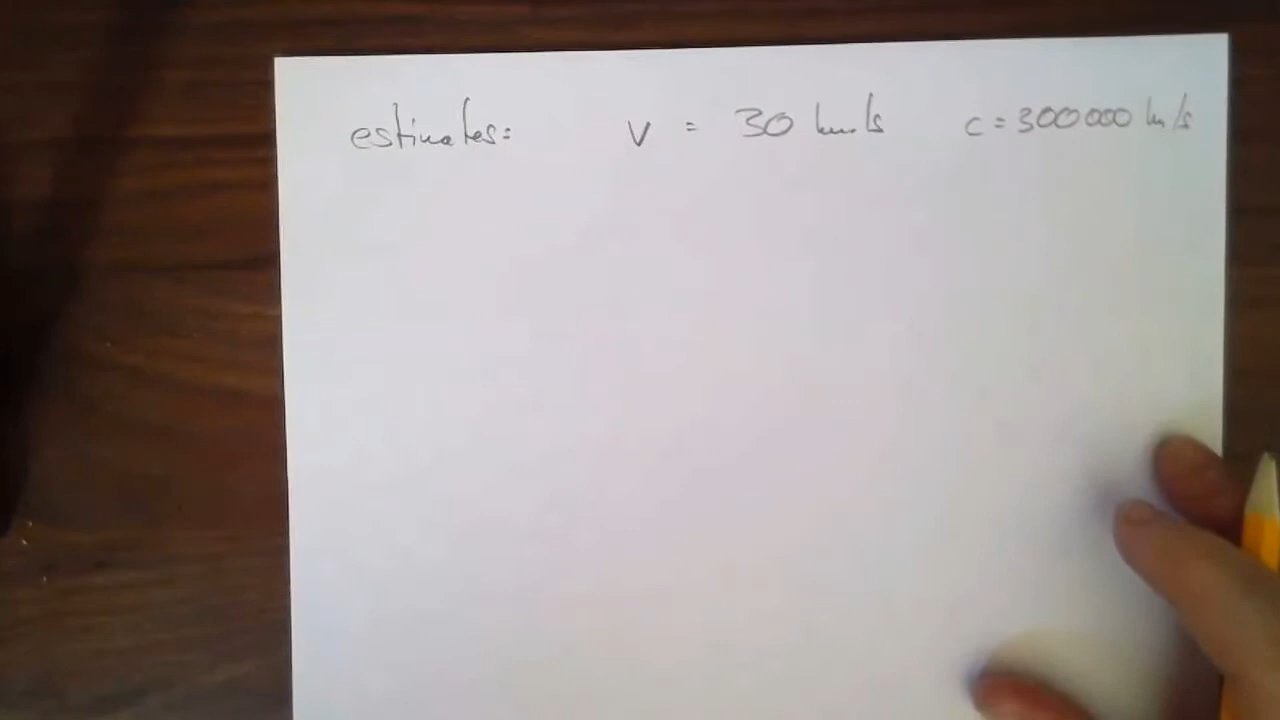 estimates: v = 30 km/s c = 300000 km/s